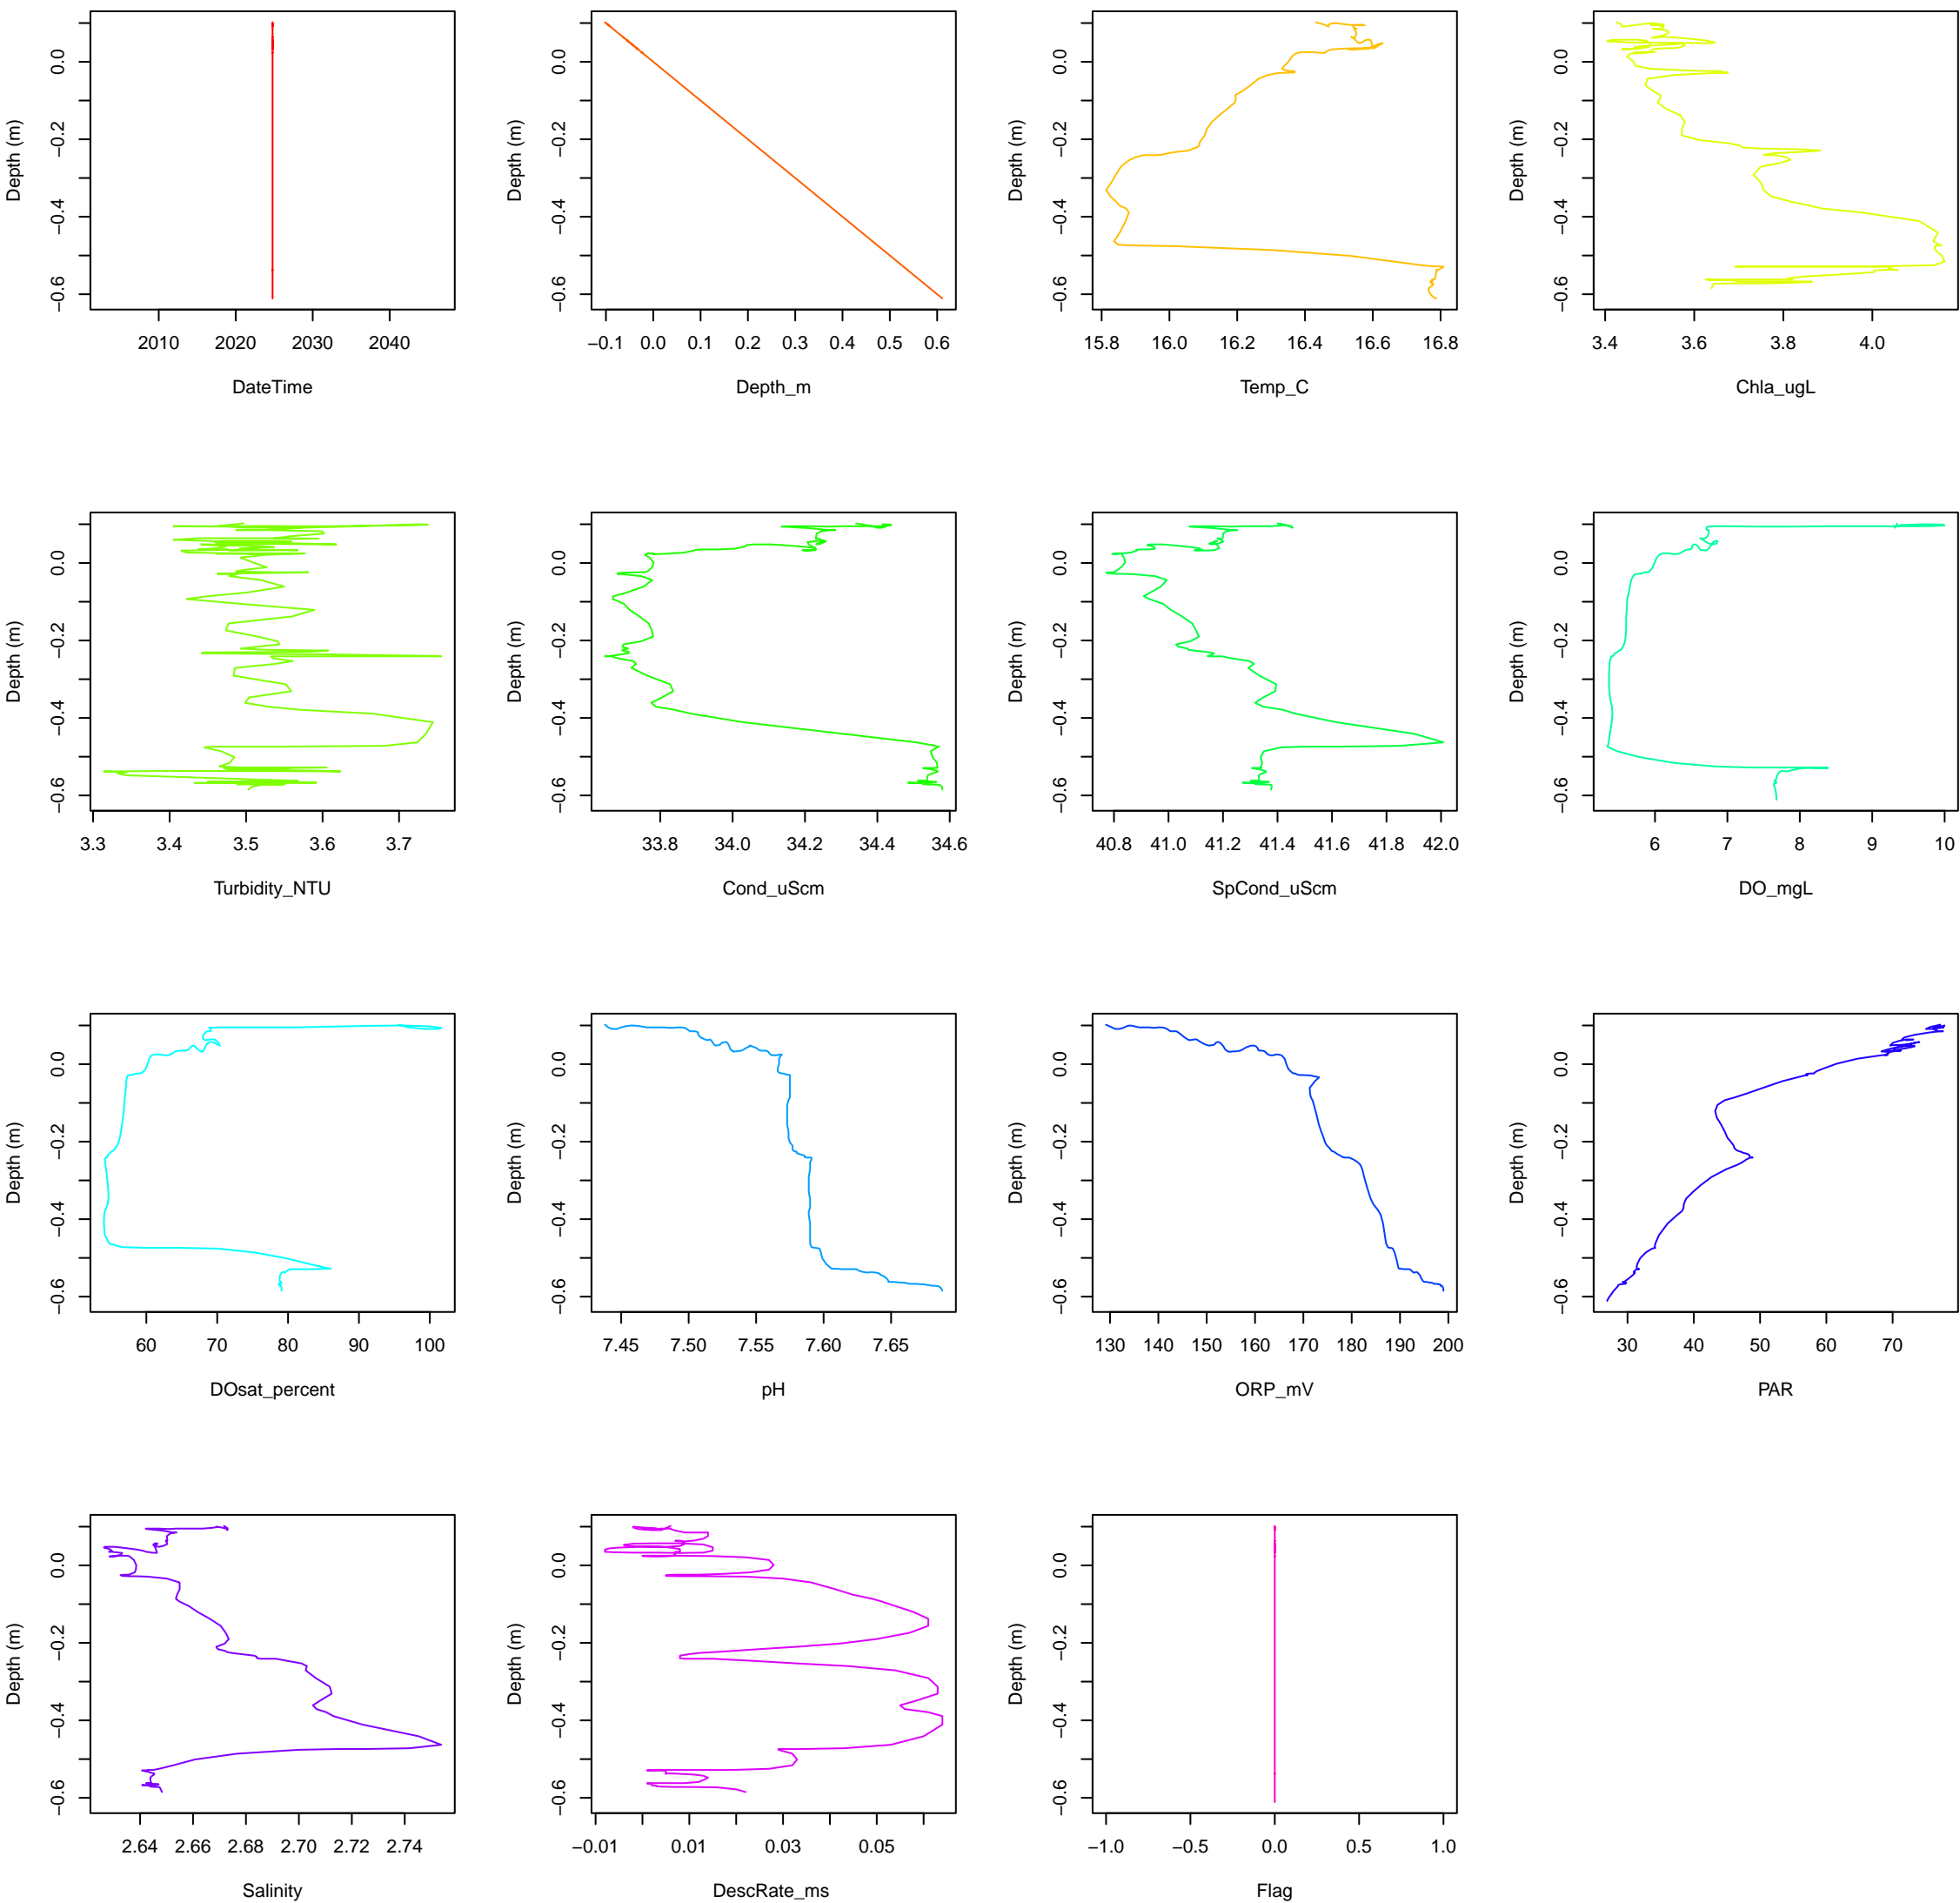 Depth (m)
0.0
−0.2
−0.4
−0.6
2010 2020 2030 2040
DateTime
Depth (m)
0.0
−0.2
−0.4
−0.6
−0.1 0.0 0.1 0.2 0.3 0.4 0.5 0.6
Depth_m
Depth (m)
0.0
−0.2
−0.4
−0.6
15.8 16.0 16.2 16.4 16.6 16.8
Temp_C
Depth (m)
0.0
−0.2
−0.4
−0.6
3.4 3.6 3.8 4.0
Chla_ugL
Depth (m)
0.0
−0.2
−0.4
−0.6
3.3 3.4 3.5 3.6 3.7
Turbidity_NTU
Depth (m)
0.0
−0.2
−0.4
−0.6
33.8 34.0 34.2 34.4 34.6
Cond_uScm
Depth (m)
0.0
−0.2
−0.4
−0.6
40.8 41.0 41.2 41.4 41.6 41.8 42.0
SpCond_uScm
Depth (m)
0.0
−0.2
−0.4
−0.6
6 7 8 9 10
DO_mgL
Depth (m)
0.0
−0.2
−0.4
−0.6
60 70 80 90 100
DOsat_percent
Depth (m)
0.0
−0.2
−0.4
−0.6
7.45 7.50 7.55 7.60 7.65
pH
Depth (m)
0.0
−0.2
−0.4
−0.6
130 140 150 160 170 180 190 200
ORP_mV
Depth (m)
0.0
−0.2
−0.4
−0.6
30 40 50 60 70
PAR
Depth (m)
0.0
−0.2
−0.4
−0.6
2.64 2.66 2.68 2.70 2.72 2.74
Salinity
Depth (m)
0.0
−0.2
−0.4
−0.6
−0.01 0.01 0.03 0.05
DescRate_ms
Depth (m)
0.0
−0.2
−0.4
−0.6
−1.0 −0.5 0.0 0.5 1.0
Flag